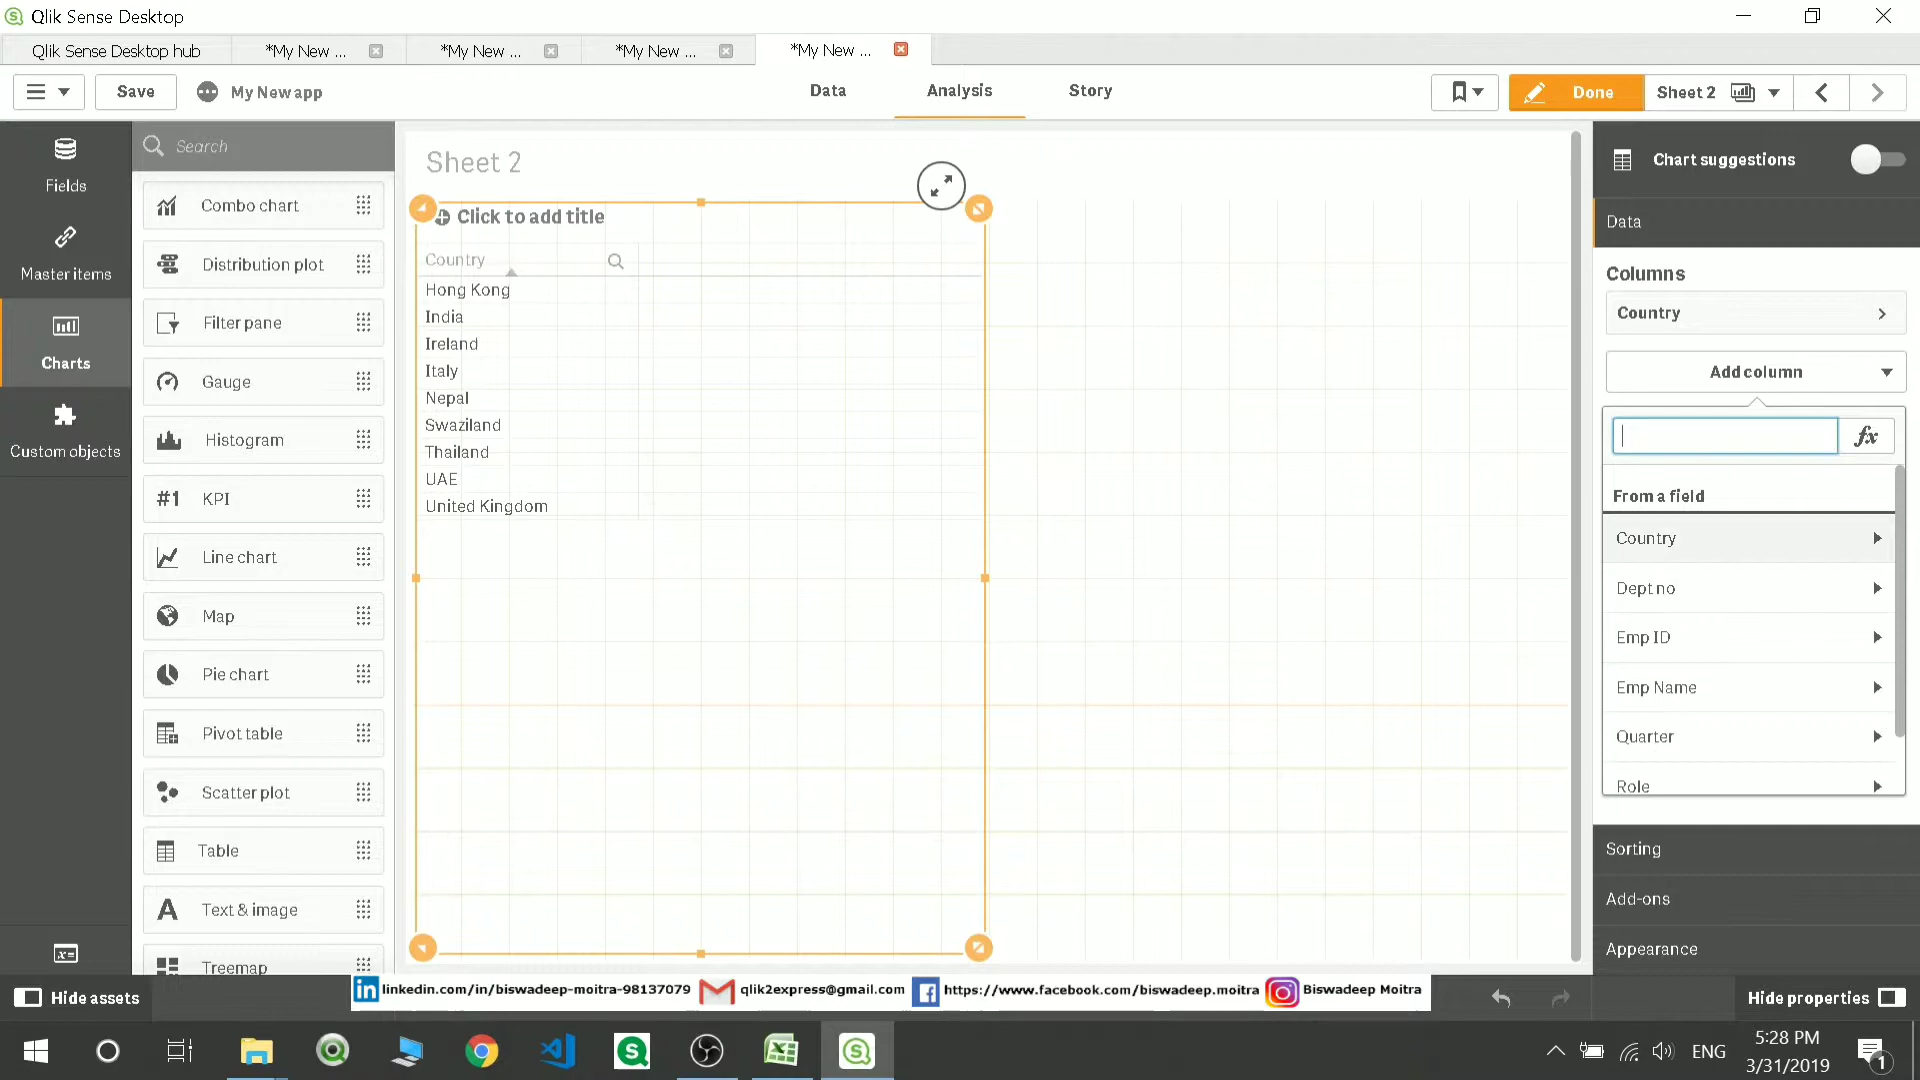 Qlik Sense Desktop
Qlik Sense Desktop hub
*My New ...
*My New ...
*My New ...
*My New ...
Save
My New app
Data
Analysis
Story
Done
Sheet 2
Fields
Master items
Charts
Custom objects
Search
Combo chart
Distribution plot
Filter pane
Gauge
Histogram
#1 KPI
Line chart
Map
Pie chart
Pivot table
Scatter plot
Table
A Text & image
Treemap
Sheet 2
Click to add title
Country
Hong Kong
India
Ireland
Italy
Nepal
Swaziland
Thailand
UAE
United Kingdom
Chart suggestions
Data
Columns
Country
Add column
fx
From a field
Country
Dept no
Emp ID
Emp Name
Quarter
Role
Sorting
Add-ons
Appearance
Hide assets
linkedin.com/in/biswadeep-moitra-98137079 qlik2express@gmail.com https://www.facebook.com/biswadeep.moitra Biswadeep Moitra
Hide properties
ENG
5:28 PM
3/31/2019
1